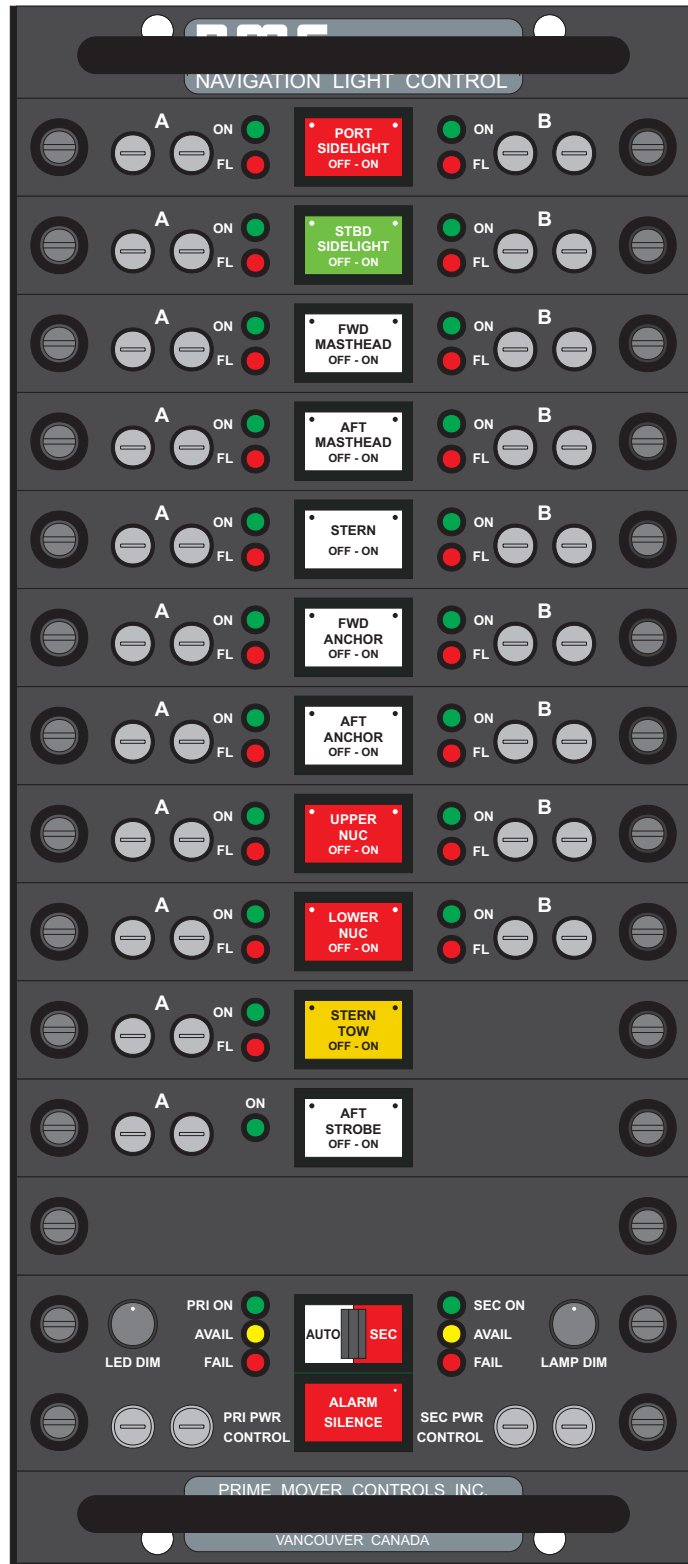 NAVIGATION LIGHT CONTROL
A ON PORT ON B
FL SIDELIGHT FL
OFF - ON
A ON STBD ON B
FL SIDELIGHT FL
OFF - ON
A ON FWD ON B
FL MASTHEAD FL
OFF - ON
A ON AFT ON B
FL MASTHEAD FL
OFF - ON
A ON STERN ON B
FL OFF - ON FL
A ON FWD ON B
FL ANCHOR FL
OFF - ON
A ON AFT ON B
FL ANCHOR FL
OFF - ON
A ON UPPER ON B
FL NUC FL
OFF - ON
A ON LOWER ON B
FL NUC FL
OFF - ON
A ON STERN
FL TOW
OFF - ON
A ON AFT
STROBE
OFF - ON
PRI ON SEC ON
AVAIL AUTO SEC AVAIL
LED DIM FAIL FAIL LAMP DIM
PRI PWR ALARM SEC PWR
CONTROL SILENCE CONTROL
PRIME MOVER CONTROLS INC.
VANCOUVER CANADA